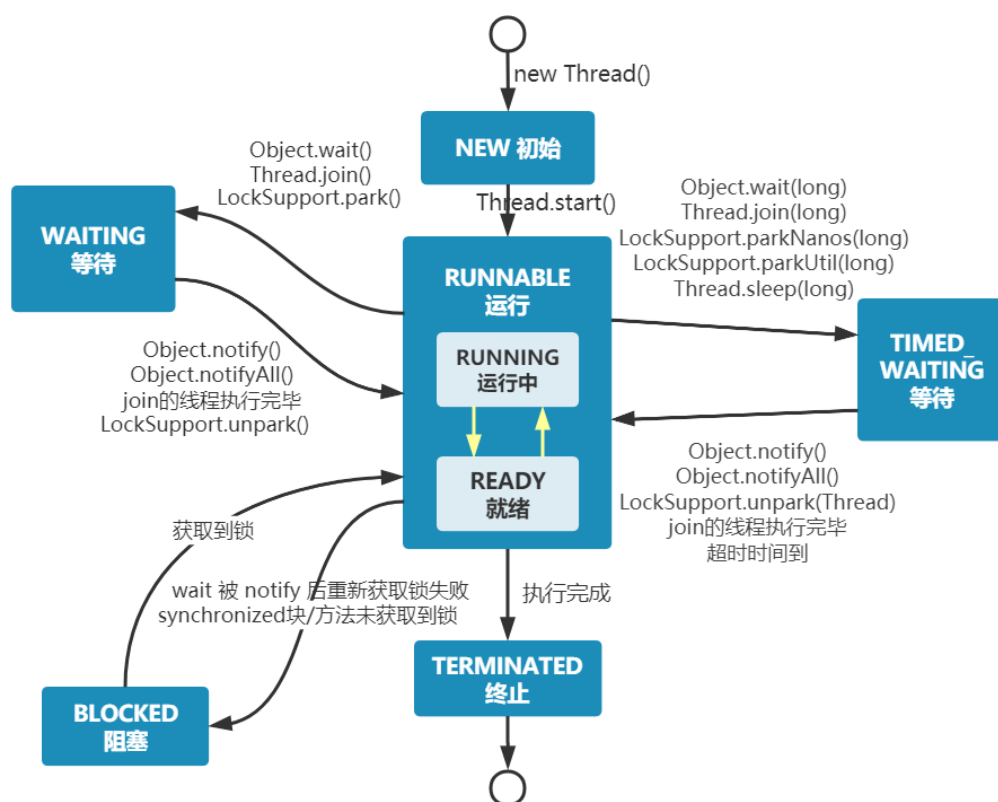 new Thread()
NEW 初始
Thread.start()
Object.wait()
Thread.join()
LockSupport.park()
WAITING
等待
Object.notify()
Object.notifyAll()
join的线程执行完毕
LockSupport.unpark()
RUNNABLE
运行
RUNNING
运行中
READY
就绪
Object.wait(long)
Thread.join(long)
LockSupport.parkNanos(long)
LockSupport.parkUtil(long)
Thread.sleep(long)
TIMED_
WAITING
等待
Object.notify()
Object.notifyAll()
LockSupport.unpark(Thread)
join的线程执行完毕
超时时间到
获取到锁
wait 被 notify 后重新获取锁失败
synchronized块/方法未获取到锁
BLOCKED
阻塞
执行完成
TERMINATED
终止